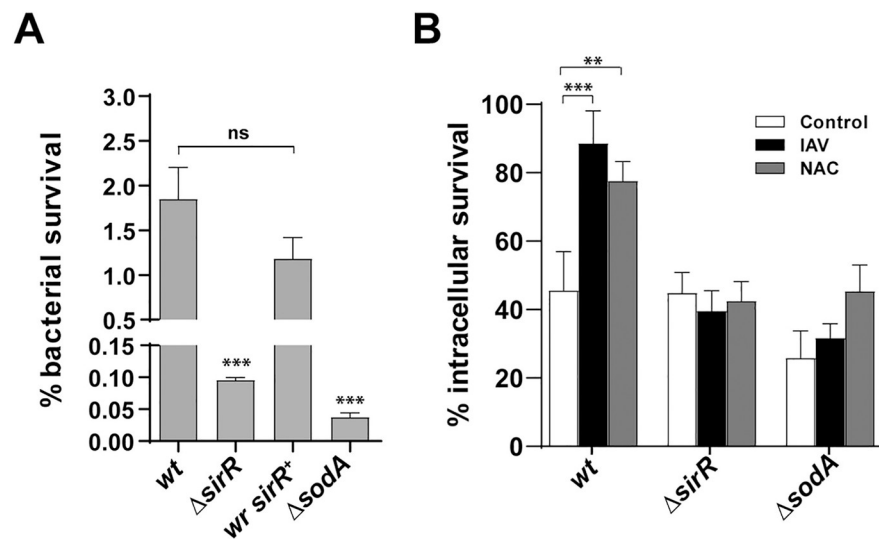 A
% bacterial survival
3.0
2.5
2.0
1.5
1.0
0.5
0.15
0.10
0.05
0.00
ns
***
***
wt
ΔsirR
wr sirR+
ΔsodA
B
% intracellular survival
100
80
60
40
20
0
**
***
Control
IAV
NAC
wt
ΔsirR
ΔsodA